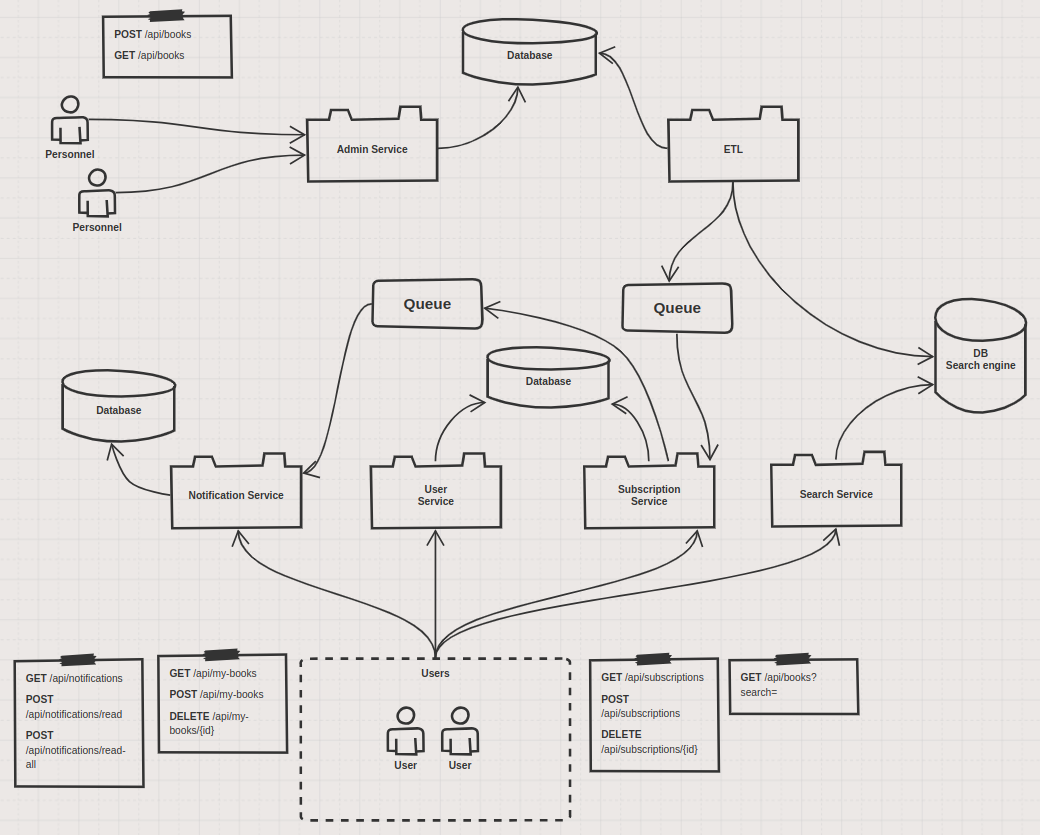 POST /api/books
GET /api/books
Database
Personnel
Admin Service
ETL
Personnel
Queue
Queue
DB
Search engine
Database
Database
Notification Service
User
Service
Subscription
Service
Search Service
GET /api/notifications
POST
/api/notifications/read
POST
/api/notifications/read-
all
GET /api/my-books
POST /api/my-books
DELETE /api/my-
books/{id}
Users
User
User
GET /api/subscriptions
POST
/api/subscriptions
DELETE
/api/subscriptions/{id}
GET /api/books?
search=